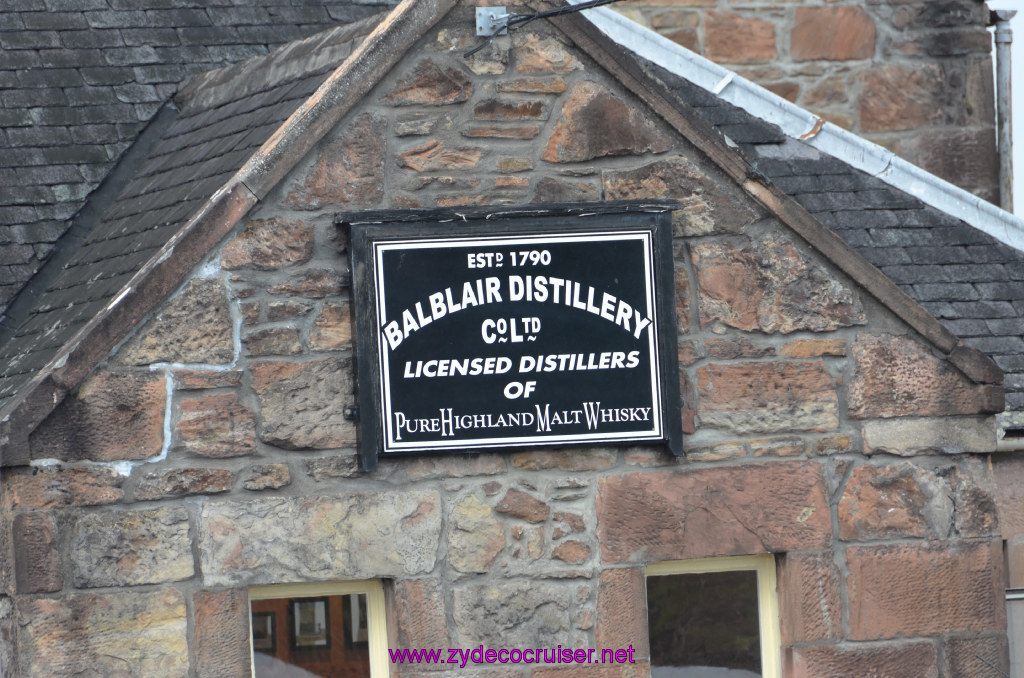 ESTD 1790
BALBLAIR DISTILLERY
CO LTD
LICENSED DISTILLERS
OF
PURE HIGHLAND MALT WHISKY
www.zydecocruiser.net